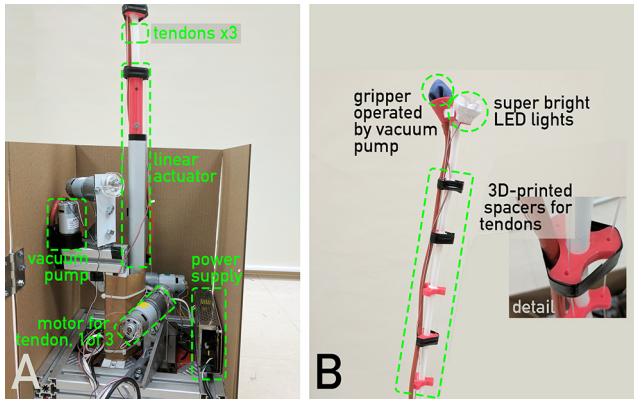 tendons x3
linear
actuator
vacuum
pump
power
supply
motor for
tendon, 1of 3
A
gripper
operated
by vacuum
pump
super bright
LED lights
3D-printed
spacers for
tendons
detail
B